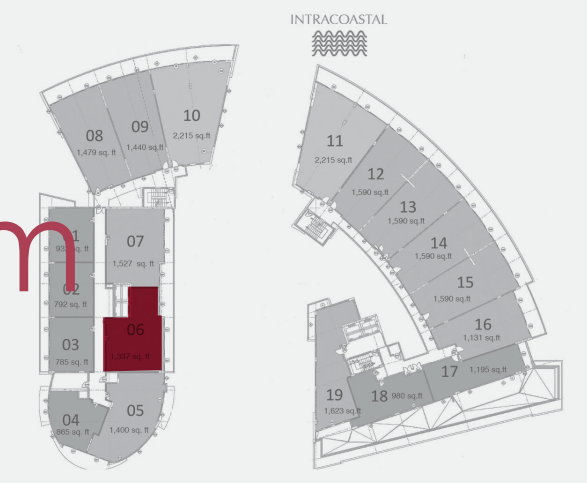 INTRACOASTAL
10
2,215 sq.ft
09
1,440 sq. ft
08
1,479 sq. ft
11
2,215 sq.ft
12
1,590 sq.ft
13
1,590 sq.ft
14
1,590 sq.ft
15
1,590 sq.ft
16
1,131 sq.ft
17 1,195 sq.ft
18 980 sq.ft
19
1,623 sq.ft
m
07
1,527 sq. ft
02
792 sq. ft
06
03
785 sq. ft
05
1,400 sq. ft
04
865 sq. ft